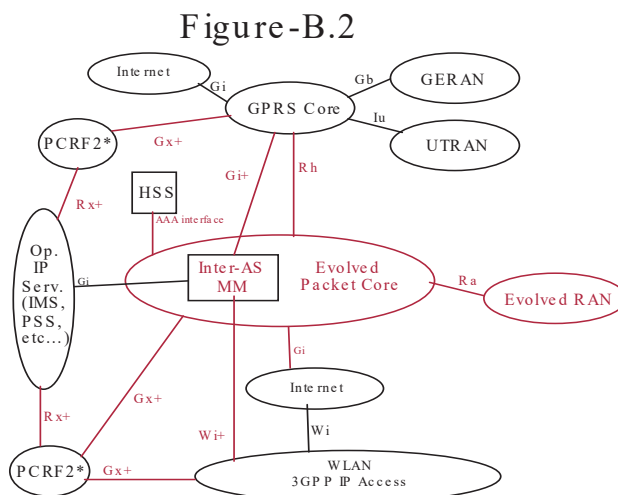 Figure-B.2
Internet
Gi
Gb
GERAN
GPRS Core
Iu
UTRAN
PCRF2*
Gx+
Gi+
Rh
HSS
Rx+
AAA interface
Op.
IP
Serv.
(IMS,
PSS,
etc...)
Gi
Inter-AS
MM
Evolved
Packet Core
Ra
Evolved RAN
Gi
Internet
Gx+
Rx+
Wi+
Wi
PCRF2*
Gx+
WLAN
3GPP IP Access